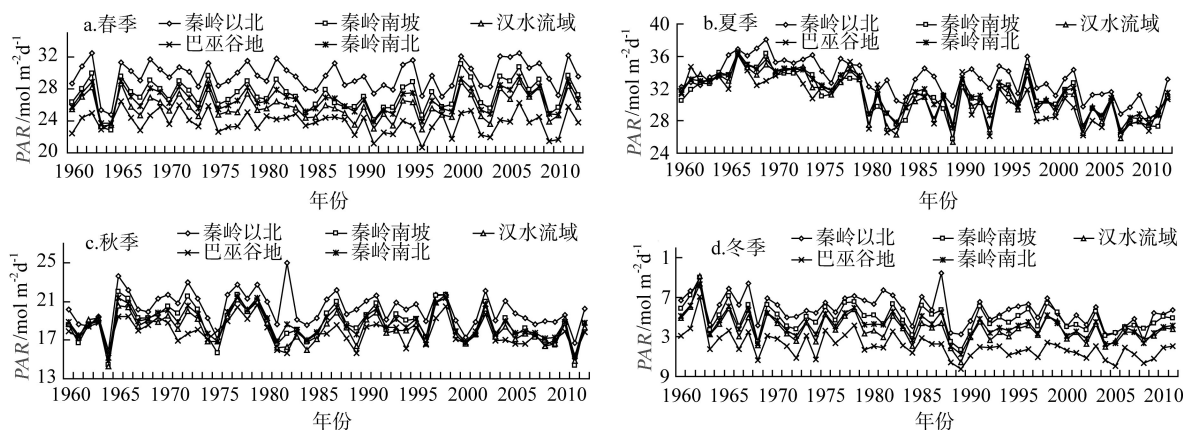 a.春季
秦岭以北 秦岭南坡 汉水流域
巴巫谷地 秦岭南北
PAR/mol m-2d-1
32
28
24
20
1960 1965 1970 1975 1980 1985 1990 1995 2000 2005 2010
年份
b.夏季
秦岭以北 秦岭南坡 汉水流域
巴巫谷地 秦岭南北
PAR/mol m-2d-1
40
36
32
28
24
1960 1965 1970 1975 1980 1985 1990 1995 2000 2005 2010
年份
c.秋季
秦岭以北 秦岭南坡 汉水流域
巴巫谷地 秦岭南北
PAR/mol m-2d-1
25
21
17
13
1960 1965 1970 1975 1980 1985 1990 1995 2000 2005 2010
年份
d.冬季
秦岭以北 秦岭南坡 汉水流域
巴巫谷地 秦岭南北
PAR/mol m-2d-1
1
7
3
9
1960 1965 1970 1975 1980 1985 1990 1995 2000 2005 2010
年份